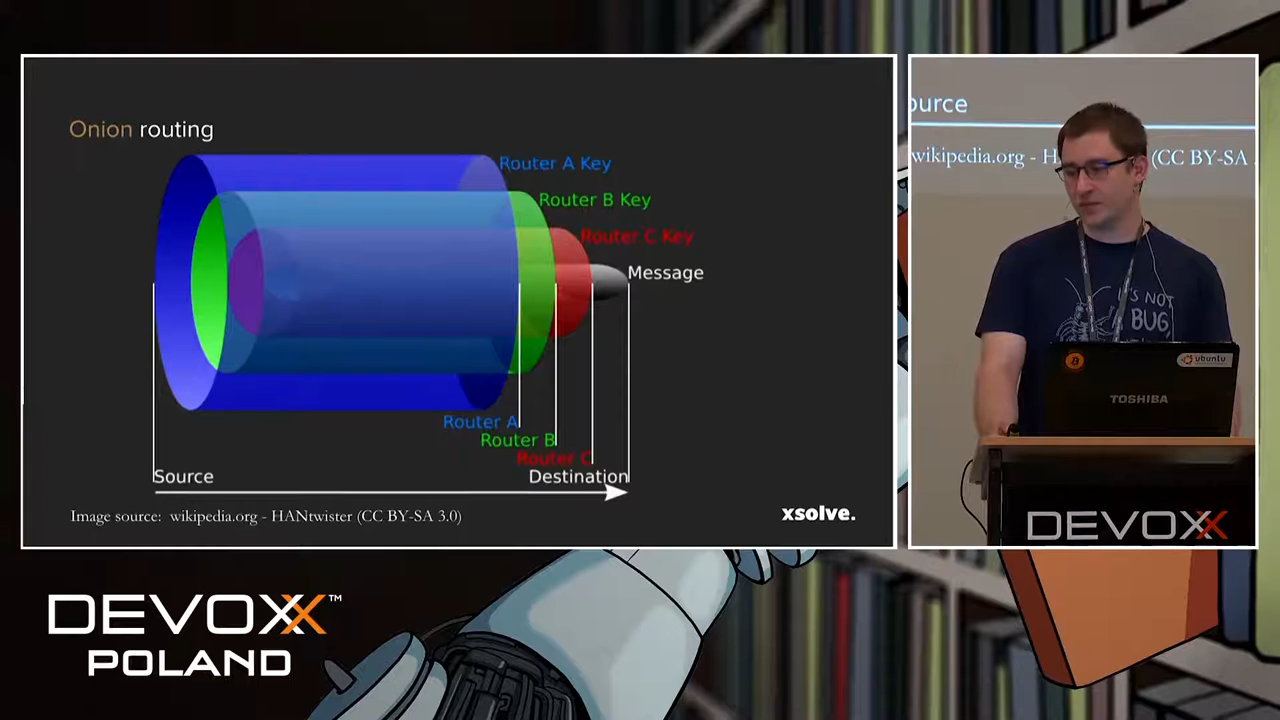 Onion routing
Router A Key
Router B Key
Router C Key
Message
Router A
Router B
Router C
Source
Destination
Image source: wikipedia.org - HANtwister (CC BY-SA 3.0)
xsolve.
ource
wikipedia.org - H (CC BY-SA
IT'S NOT
BUG,
ubuntu
TOSHIBA
DEVOXX
DEVOXX™
POLAND